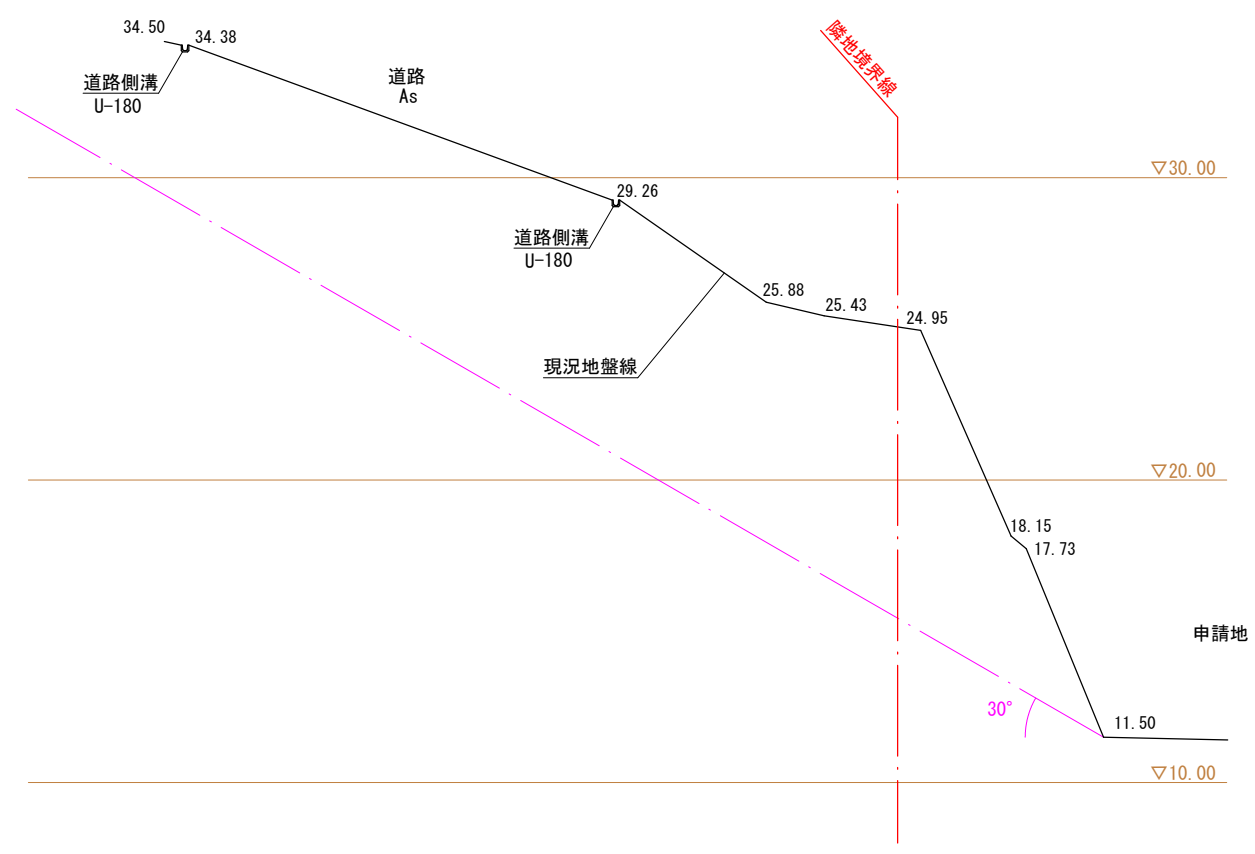 34.50
34.38
道路側溝
U-180
道路
As
隣地境界線
▽30.00
29.26
道路側溝
U-180
25.88
25.43
24.95
現況地盤線
▽20.00
18.15
17.73
申請地
30°
11.50
▽10.00